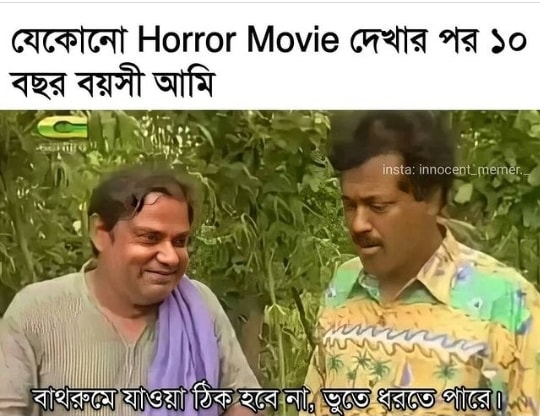 যেকোনো Horror Movie দেখার পর ১০
বছর বয়সী আমি
insta: innocent_memer._
বাথরুমে যাওয়া ঠিক হবে না, ভুতে ধরতে পারে।